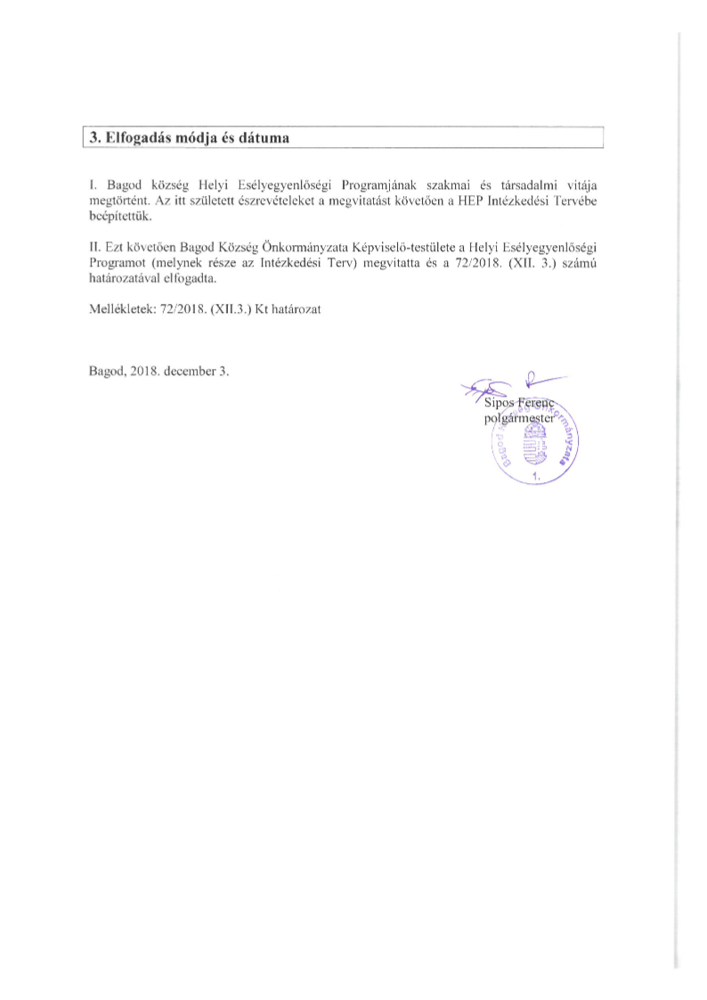 3. Elfogadás módja és dátuma
I. Bagod község Helyi Esélyegyenlőségi Programjának szakmai és társadalmi vitája
megtörtént. Az itt született észrevételeket a megvitatást követően a HEP Intézkedési Tervébe
beépítettük.
II. Ezt követően Bagod Község Önkormányzata Képviselő-testülete a Helyi Esélyegyenlőségi
Programot (melynek része az Intézkedési Terv) megvitatta és a 72/2018. (XII. 3.) számú
határozatával elfogadta.
Mellékletek: 72/2018. (XII.3.) Kt határozat
Bagod, 2018. december 3.
Sipos Ferenc
polgármester
Bagod Község Önkormányzata
1.